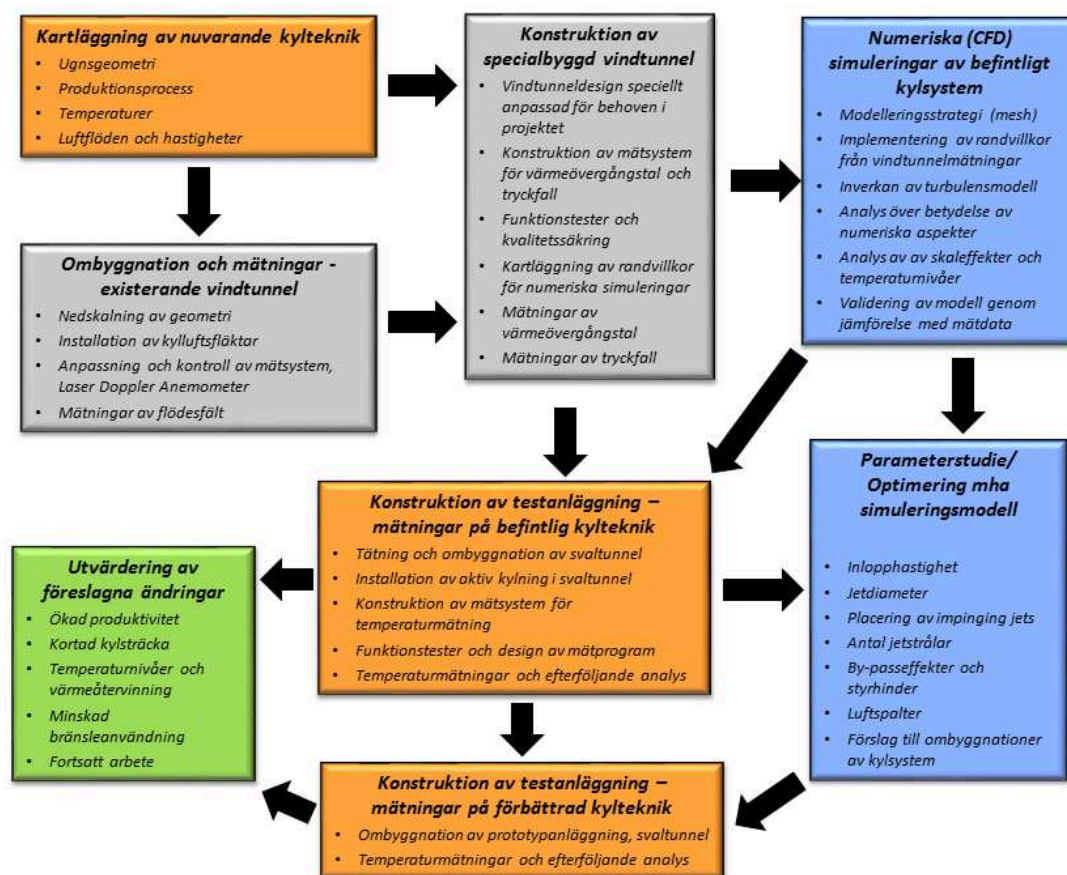 Kartläggning av nuvarande kylteknik
• Ugnsgeometri
• Produktionsprocess
• Temperaturer
• Luftflöden och hastigheter
Konstruktion av
specialbyggd vindtunnel
• Vindtunneldesign speciellt
anpassad för behoven i
projektet
• Konstruktion av mätsystem
för värmeövergångstal och
tryckfall
• Funktionstester och
kvalitetssäkring
• Kartläggning av randvillkor
för numeriska simuleringar
• Mätningar av
värmeövergångstal
• Mätningar av tryckfall
Numeriska (CFD)
simuleringar av befintligt
kylsystem
• Modelleringsstrategi (mesh)
• Implementering av randvillkor
från vindtunnelmätningar
• Inverkan av turbulensmodell
• Analys över betydelse av
numeriska aspekter
• Analys av av skaleffekter och
temperaturnivåer
• Validering av modell genom
jämförelse med mätdata
Ombyggnation och mätningar -
existerande vindtunnel
• Nedskalning av geometri
• Installation av kylluftsfläktar
• Anpassning och kontroll av mätsystem,
Laser Doppler Anemometer
• Mätningar av flödesfält
Konstruktion av testanläggning –
mätningar på befintlig kylteknik
• Tätning och ombyggnation av svaltunnel
• Installation av aktiv kylning i svaltunnel
• Konstruktion av mätsystem för
temperaturmätning
• Funktionstester och design av mätprogram
• Temperaturmätningar och efterföljande analys
Parameterstudie/
Optimering mha
simuleringsmodell
• Inlopphastighet
• Jetdiameter
• Placering av impinging jets
• Antal jetstrålar
• By-passeffekter och
styrhinder
• Luftspalter
• Förslag till ombyggnationer
av kylsystem
Utvärdering av
föreslagna ändringar
• Ökad produktivitet
• Kortad kylsträcka
• Temperaturnivåer och
värmeåtervinning
• Minskad
bränsleanvändning
• Fortsatt arbete
Konstruktion av testanläggning –
mätningar på förbättrad kylteknik
• Ombyggnation av prototypanläggning, svaltunnel
• Temperaturmätningar och efterföljande analys